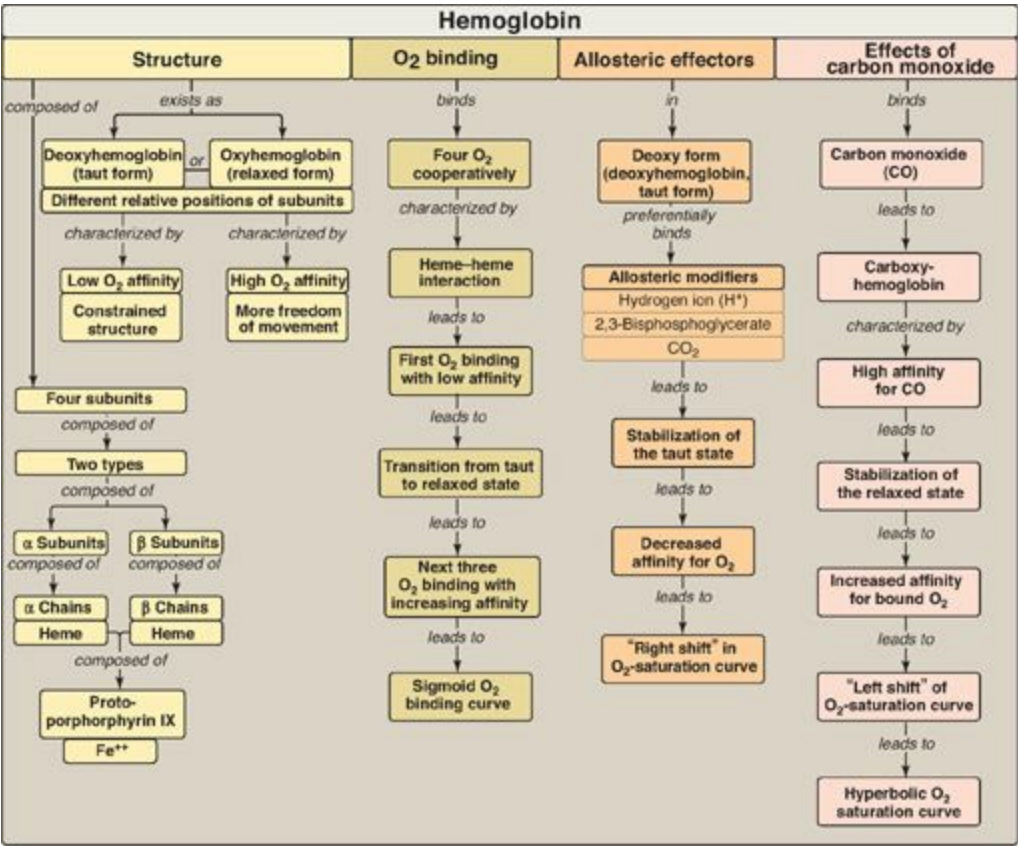 Hemoglobin
Structure
composed of
exists as
Deoxyhemoglobin
(taut form)
or
Oxyhemoglobin
(relaxed form)
Different relative positions of subunits
characterized by
characterized by
Low O₂ affinity
Constrained
structure
High O₂ affinity
More freedom
of movement
Four subunits
composed of
Two types
composed of
α Subunits
β Subunits
composed of
composed of
α Chains
β Chains
Heme
Heme
composed of
Proto-
porphorphyrin IX
Fe⁺⁺
O₂ binding
binds
Four O₂
cooperatively
characterized by
Heme–heme
interaction
leads to
First O₂ binding
with low affinity
leads to
Transition from taut
to relaxed state
leads to
Next three
O₂ binding with
increasing affinity
leads to
Sigmoid O₂
binding curve
Allosteric effectors
in
Deoxy form
(deoxyhemoglobin,
taut form)
preferentially
binds
Allosteric modifiers
Hydrogen ion (H⁺)
2,3-Bisphosphoglycerate
CO₂
leads to
Stabilization of
the taut state
leads to
Decreased
affinity for O₂
leads to
"Right shift" in
O₂-saturation curve
Effects of
carbon monoxide
binds
Carbon monoxide
(CO)
leads to
Carboxy-
hemoglobin
characterized by
High affinity
for CO
leads to
Stabilization of
the relaxed state
leads to
Increased affinity
for bound O₂
leads to
"Left shift" of
O₂-saturation curve
leads to
Hyperbolic O₂
saturation curve